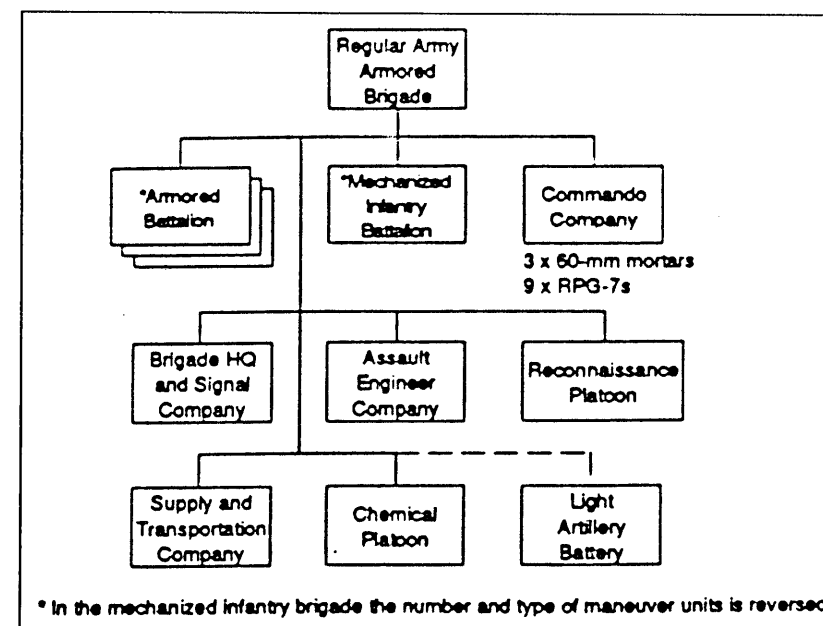 Regular Army
Armored
Brigade
*Armored
Battalion
*Mechanized
Infantry
Battalion
Commando
Company
3 x 60-mm mortars
9 x RPG-7s
Brigade HQ
and Signal
Company
Assault
Engineer
Company
Reconnaissance
Platoon
Supply and
Transportation
Company
Chemical
Platoon
Light
Artillery
Battery
* In the mechanized infantry brigade the number and type of maneuver units is reversed